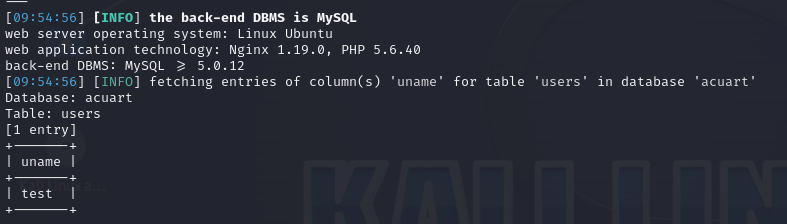 [09:54:56] [INFO] the back-end DBMS is MySQL
web server operating system: Linux Ubuntu
web application technology: Nginx 1.19.0, PHP 5.6.40
back-end DBMS: MySQL ⩾ 5.0.12
[09:54:56] [INFO] fetching entries of column(s) 'uname' for table 'users' in database 'acuart'
Database: acuart
Table: users
[1 entry]
+-------+
| uname |
+-------+
| test  |
+-------+
KALI LIN